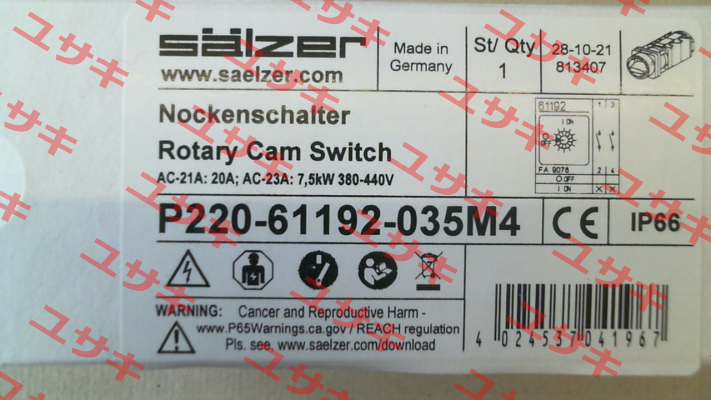 sälzer
www.saelzer.com
Made in
Germany
St/ Qty
1
28-10-21
813407
Nockenschalter
Rotary Cam Switch
AC-21A: 20A; AC-23A: 7,5kW 380-440V
61192
1 3
I ON
FA 9078
2 4
O OFF
I ON X X
P220-61192-035M4
CE
IP66
WARNING: Cancer and Reproductive Harm -
www.P65Warnings.ca.gov / REACH regulation
Pls. see, www.saelzer.com/download
4 024537 041967
ユサキ